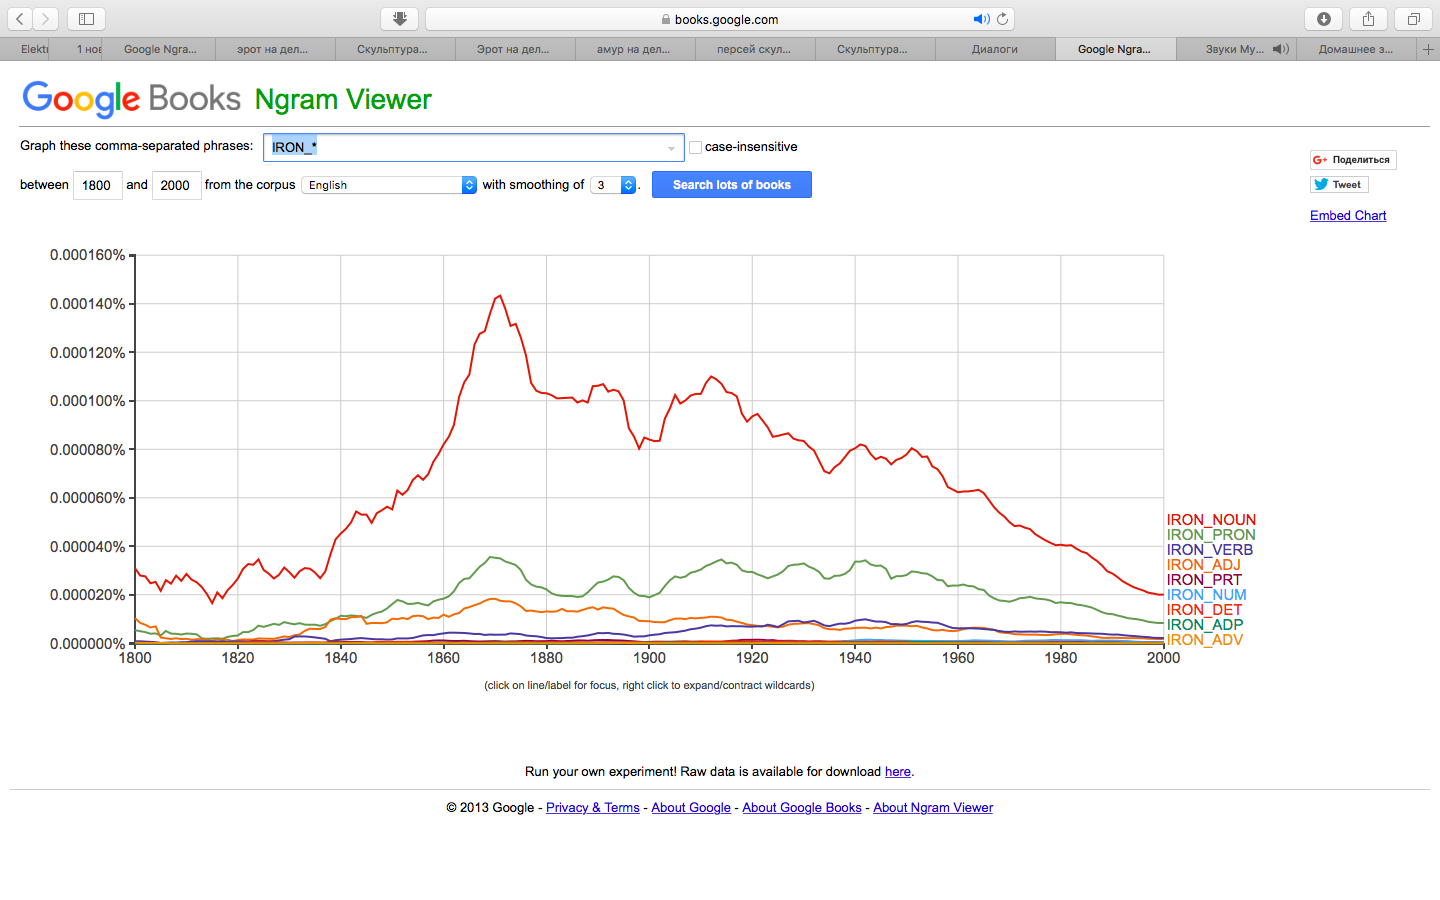 books.google.com
Elekt
1 нов
Google Ngra...
эрот на дел...
Скульптура...
Эрот на дел...
амур на дел...
персей скул...
Скульптура...
Диалоги
Google Ngra...
Звуки Му...
Домашнее з...
Google Books Ngram Viewer
Graph these comma-separated phrases: IRON_* case-insensitive
between 1800 and 2000 from the corpus English with smoothing of 3 . Search lots of books
G+ Поделиться
Tweet
Embed Chart
0.000160%
0.000140%
0.000120%
0.000100%
0.000080%
0.000060%
0.000040%
0.000020%
0.000000%
1800 1820 1840 1860 1880 1900 1920 1940 1960 1980 2000
IRON_NOUN
IRON_PRON
IRON_VERB
IRON_ADJ
IRON_PRT
IRON_NUM
IRON_DET
IRON_ADP
IRON_ADV
(click on line/label for focus, right click to expand/contract wildcards)
Run your own experiment! Raw data is available for download here.
© 2013 Google - Privacy & Terms - About Google - About Google Books - About Ngram Viewer